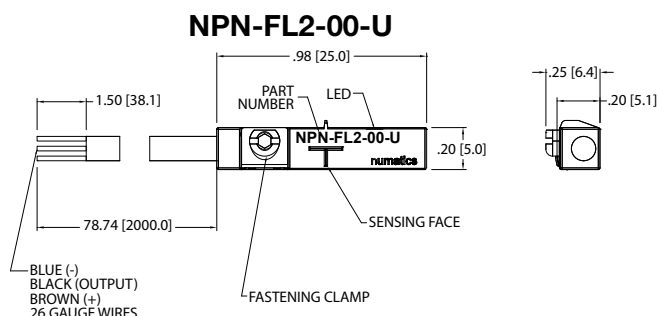 NPN-FL2-00-U
.98 [25.0]
.25 [6.4]
.20 [5.1]
1.50 [38.1]
PART
NUMBER
LED
NPN-FL2-00-U
numatics
.20 [5.0]
SENSING FACE
78.74 [2000.0]
BLUE (-)
BLACK (OUTPUT)
BROWN (+)
26 GAUGE WIRES
FASTENING CLAMP